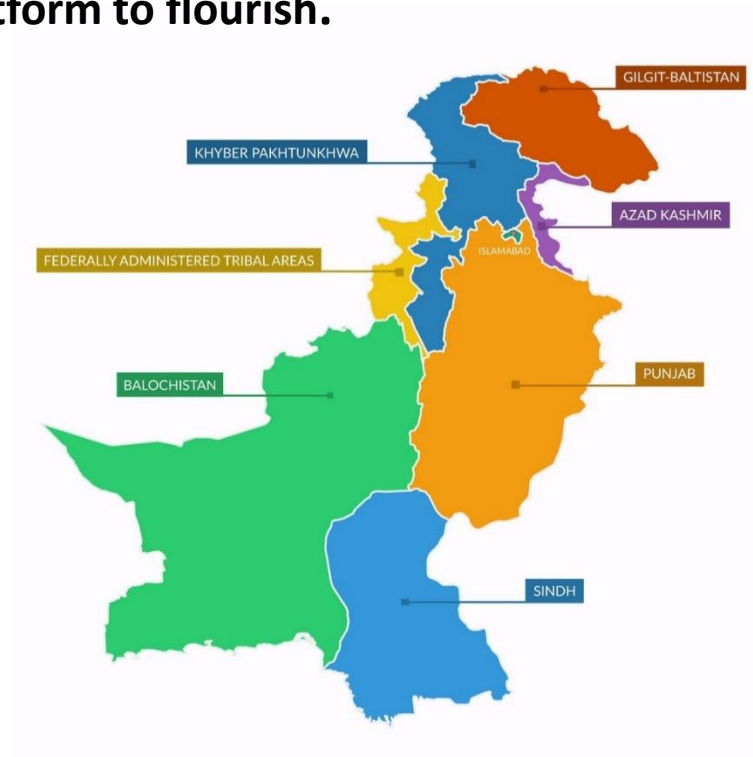 tform to flourish.
GILGIT-BALTISTAN
KHYBER PAKHTUNKHWA
AZAD KASHMIR
ISLAMABAD
FEDERALLY ADMINISTERED TRIBAL AREAS
PUNJAB
BALOCHISTAN
SINDH